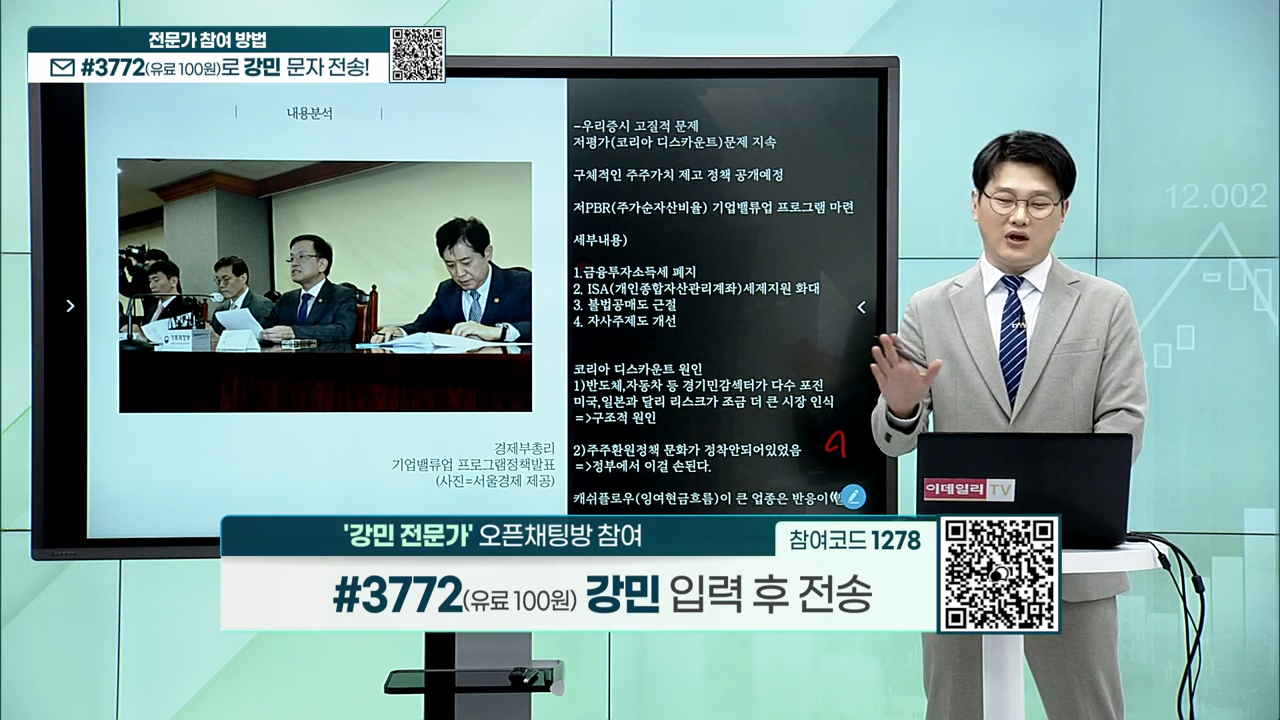 전문가 참여 방법
#3772(유료 100원)로 강민 문자 전송!
내용분석
경제부총리
기업밸류업 프로그램정책발표
(사진=서울경제 제공)
-우리증시 고질적 문제
저평가(코리아 디스카운트)문제 지속
구체적인 주주가치 제고 정책 공개예정
저PBR(주가순자산비율) 기업밸류업 프로그램 마련
세부내용)
1.금융투자소득세 폐지
2. ISA(개인종합자산관리계좌)세제지원 화대
3. 불법공매도 근절
4. 자사주제도 개선
코리아 디스카운트 원인
1)반도체,자동차 등 경기민감섹터가 다수 포진
미국,일본과 달리 리스크가 조금 더 큰 시장 인식
=>구조적 원인
2)주주환원정책 문화가 정착안되어있었음
=>정부에서 이걸 손된다.
캐쉬플로우(잉여현금흐름)이 큰 업종은 반응이
12.002
이데일리TV
'강민 전문가' 오픈채팅방 참여
참여코드 1278
#3772(유료 100원) 강민 입력 후 전송